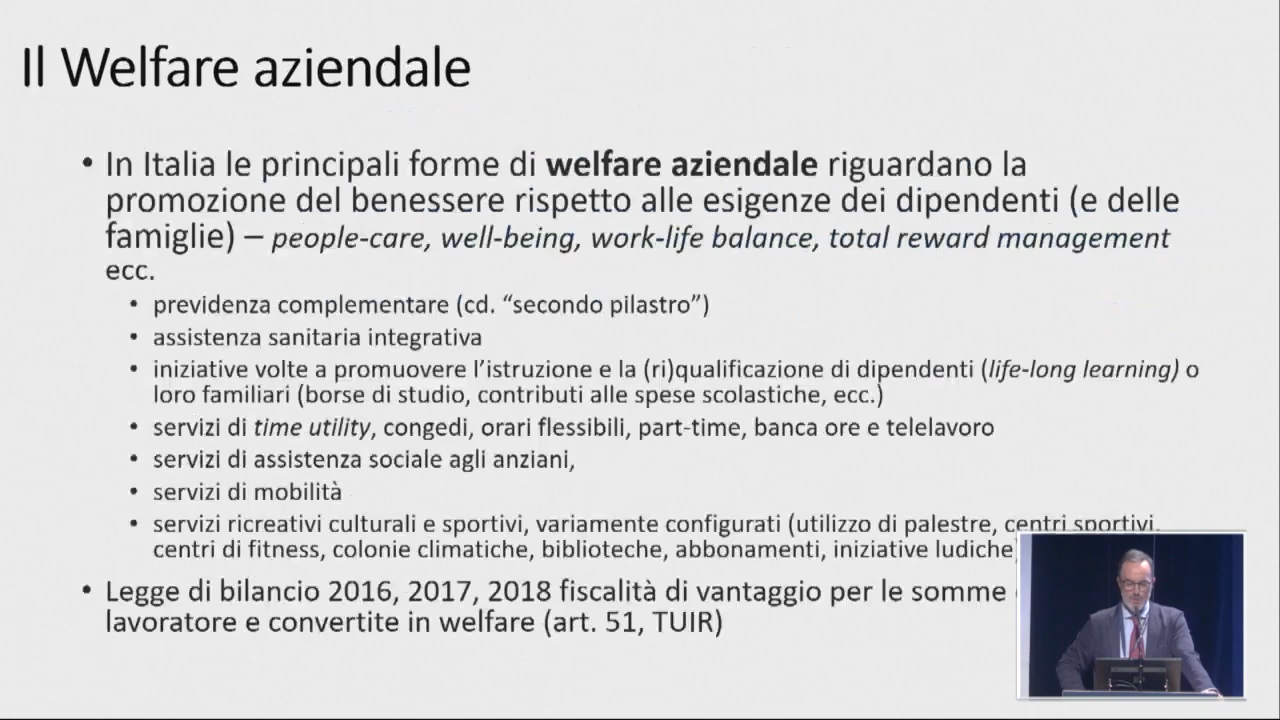 Il Welfare aziendale
• In Italia le principali forme di welfare aziendale riguardano la
promozione del benessere rispetto alle esigenze dei dipendenti (e delle
famiglie) – people-care, well-being, work-life balance, total reward management
ecc.
• previdenza complementare (cd. “secondo pilastro”)
• assistenza sanitaria integrativa
• iniziative volte a promuovere l’istruzione e la (ri)qualificazione di dipendenti (life-long learning) o
loro familiari (borse di studio, contributi alle spese scolastiche, ecc.)
• servizi di time utility, congedi, orari flessibili, part-time, banca ore e telelavoro
• servizi di assistenza sociale agli anziani,
• servizi di mobilità
• servizi ricreativi culturali e sportivi, variamente configurati (utilizzo di palestre, centri sportivi,
centri di fitness, colonie climatiche, biblioteche, abbonamenti, iniziative ludiche
• Legge di bilancio 2016, 2017, 2018 fiscalità di vantaggio per le somme
lavoratore e convertite in welfare (art. 51, TUIR)